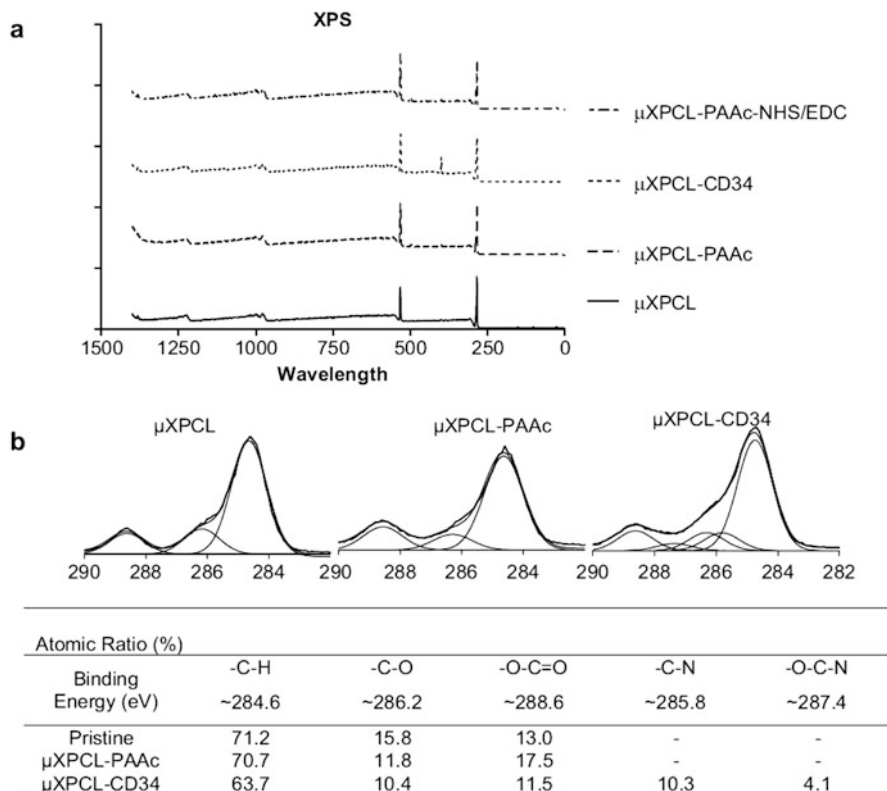 a
XPS
µXPCL-PAAc-NHS/EDC
µXPCL-CD34
µXPCL-PAAc
µXPCL
1500 1250 1000 750 500 250 0
Wavelength
b
µXPCL µXPCL-PAAc µXPCL-CD34
290 288 286 284 290 288 286 284 290 288 286 284 282
Atomic Ratio (%)
Binding Energy (eV) -C-H -C-O -O-C=O -C-N -O-C-N
~284.6 ~286.2 ~288.6 ~285.8 ~287.4
Pristine 71.2 15.8 13.0 - -
µXPCL-PAAc 70.7 11.8 17.5 - -
µXPCL-CD34 63.7 10.4 11.5 10.3 4.1